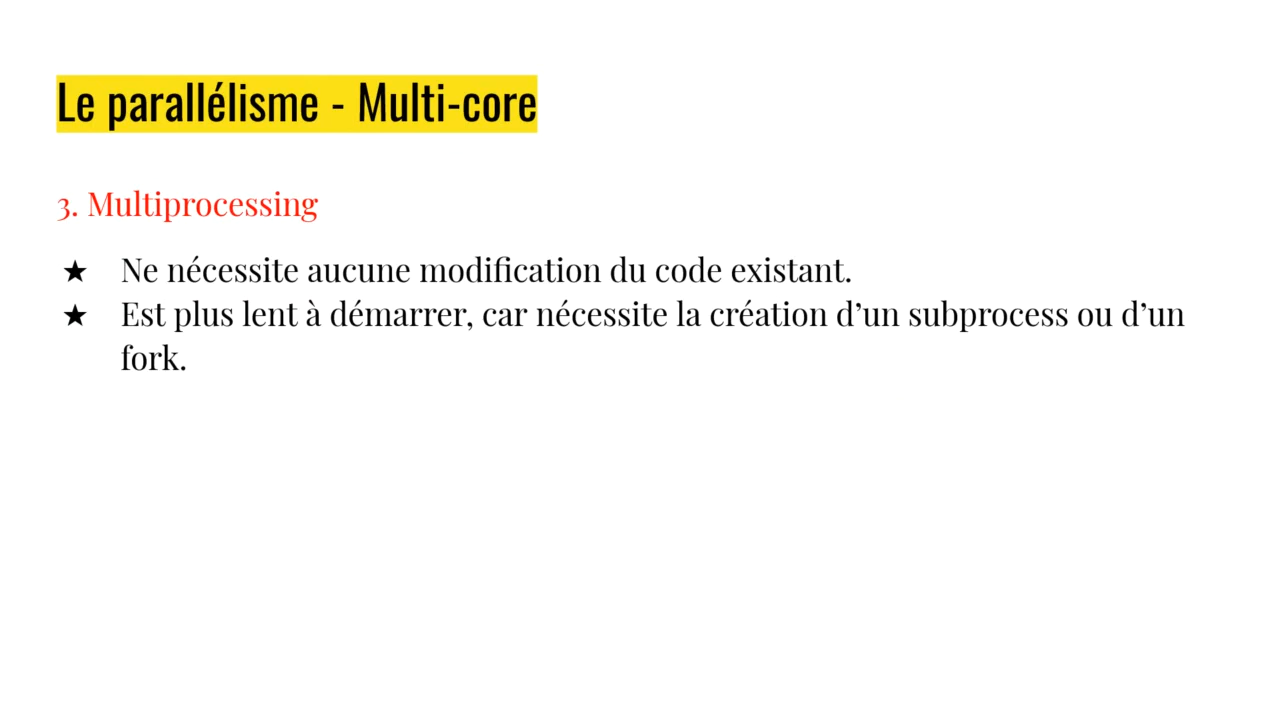 Le parallélisme - Multi-core
3. Multiprocessing
★ Ne nécessite aucune modification du code existant.
★ Est plus lent à démarrer, car nécessite la création d’un subprocess ou d’un
fork.